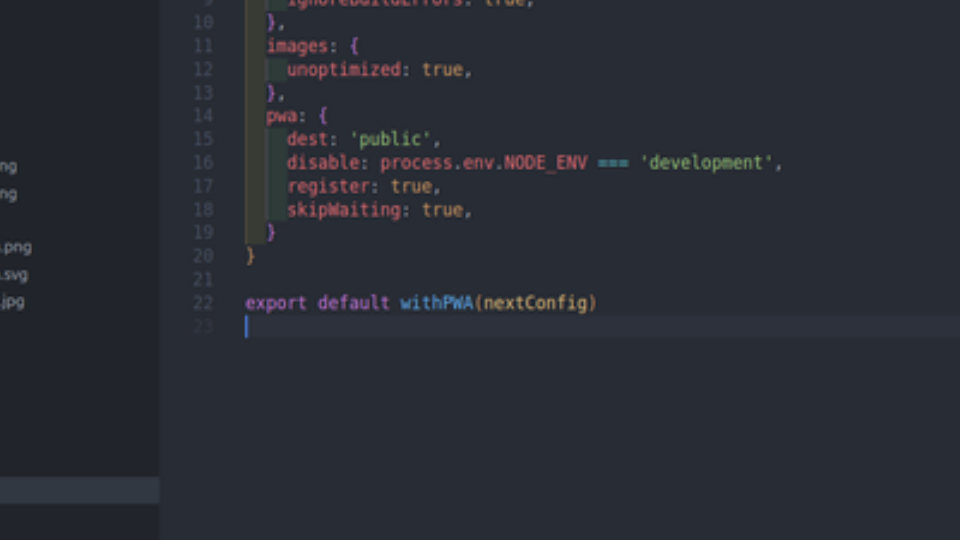 9 ignoreBuildErrors: true,
10 },
11 images: {
12 unoptimized: true,
13 },
14 pwa: {
15 dest: 'public',
16 disable: process.env.NODE_ENV === 'development',
17 register: true,
18 skipWaiting: true,
19 }
20 }
21
22 export default withPWA(nextConfig)
23
ng
ng
.png
.svg
.jpg